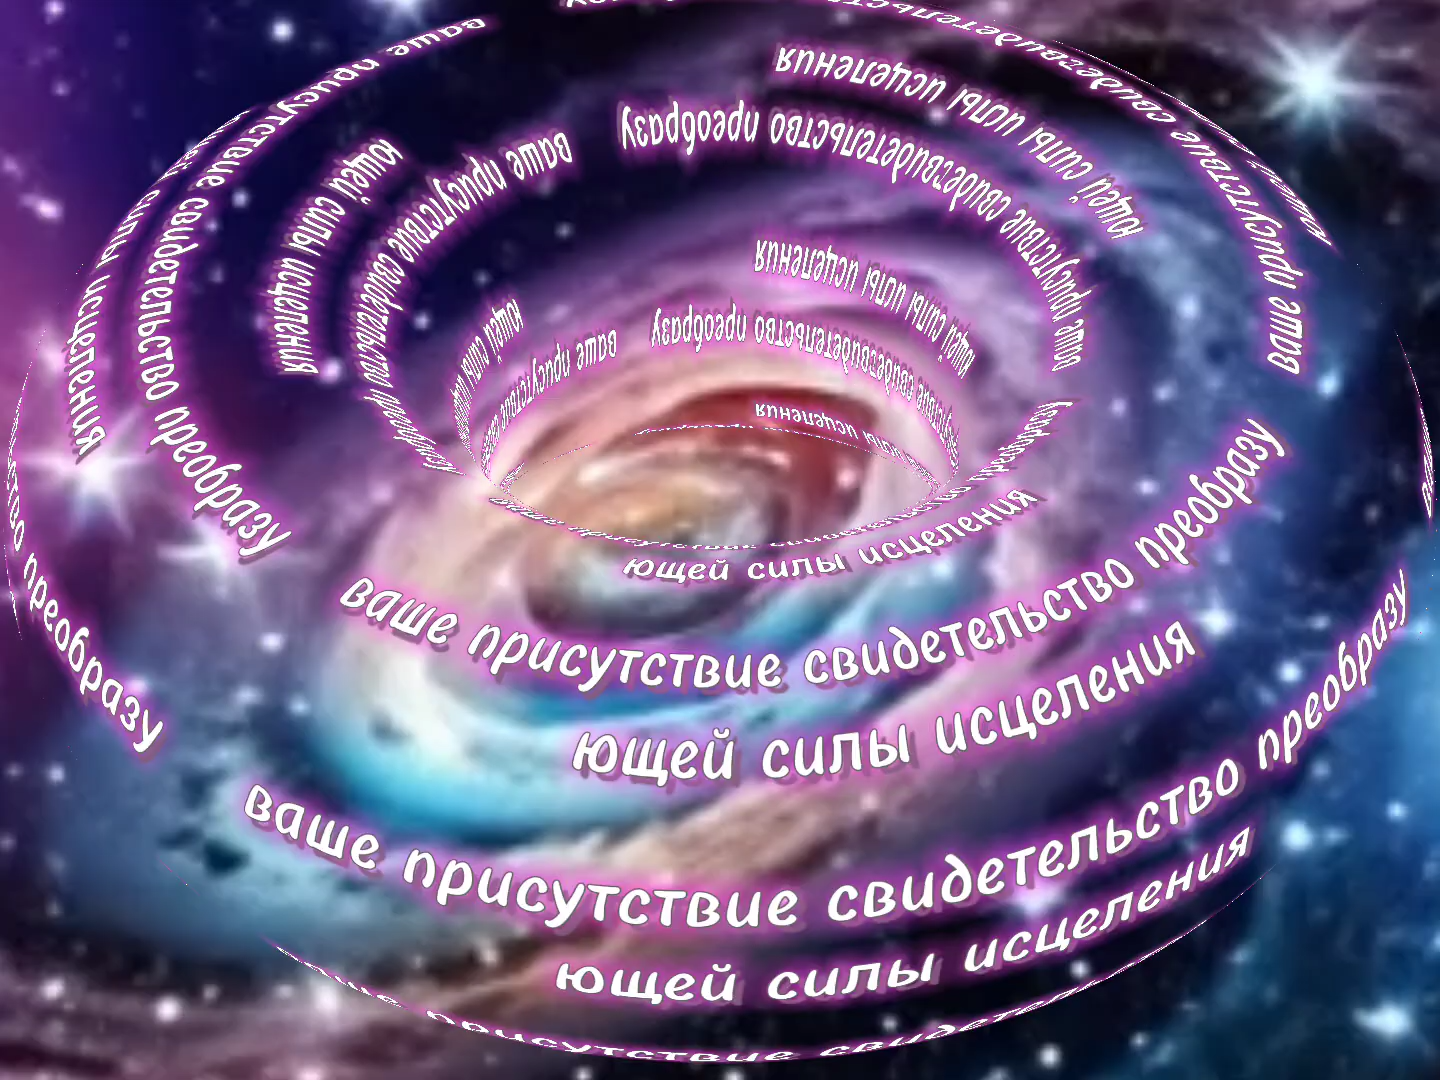 ваше присутствие свидетельство преобразу
ющей силы исцеления
ваше присутствие свидетельство преобразу
ющей силы исцеления